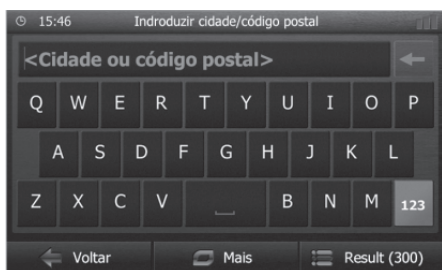 15:46 Indroduzir cidade/código postal
<Cidade ou código postal>
Q W E R T Y U I O P
A S D F G H J K L
Z X C V B N M 123
Voltar Mais Result (300)